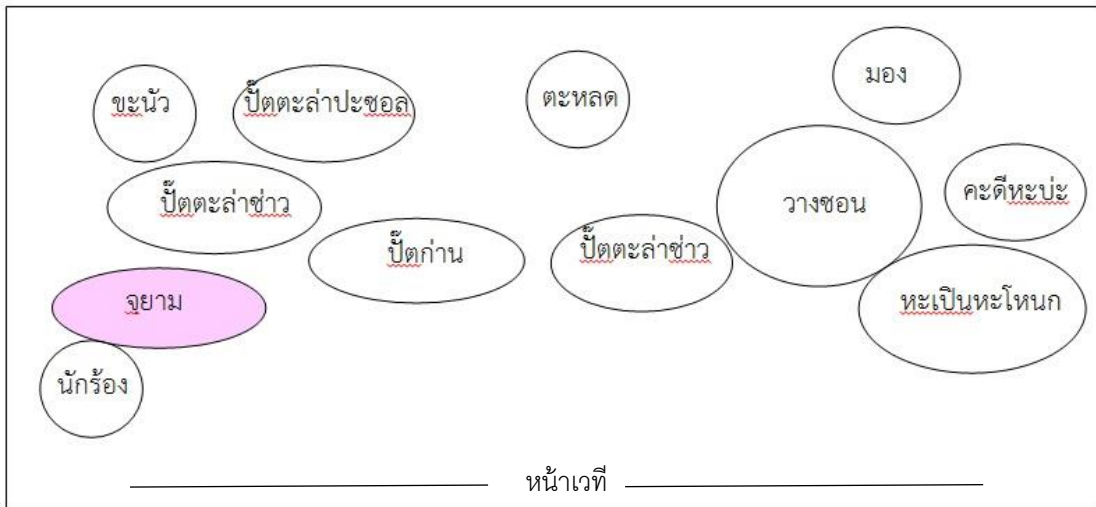 มอง
ขะนัว
ปั๊ตตะล่าปะซอล
ตะหลด
ปั๊ตตะล่าซ่าว
วางซอน
คะดีหะบ่ะ
ปั๊ตก่าน
ปั๊ตตะล่าซ่าว
จฺยาม
หะเปินหะโหนก
นักร้อง
หน้าเวที